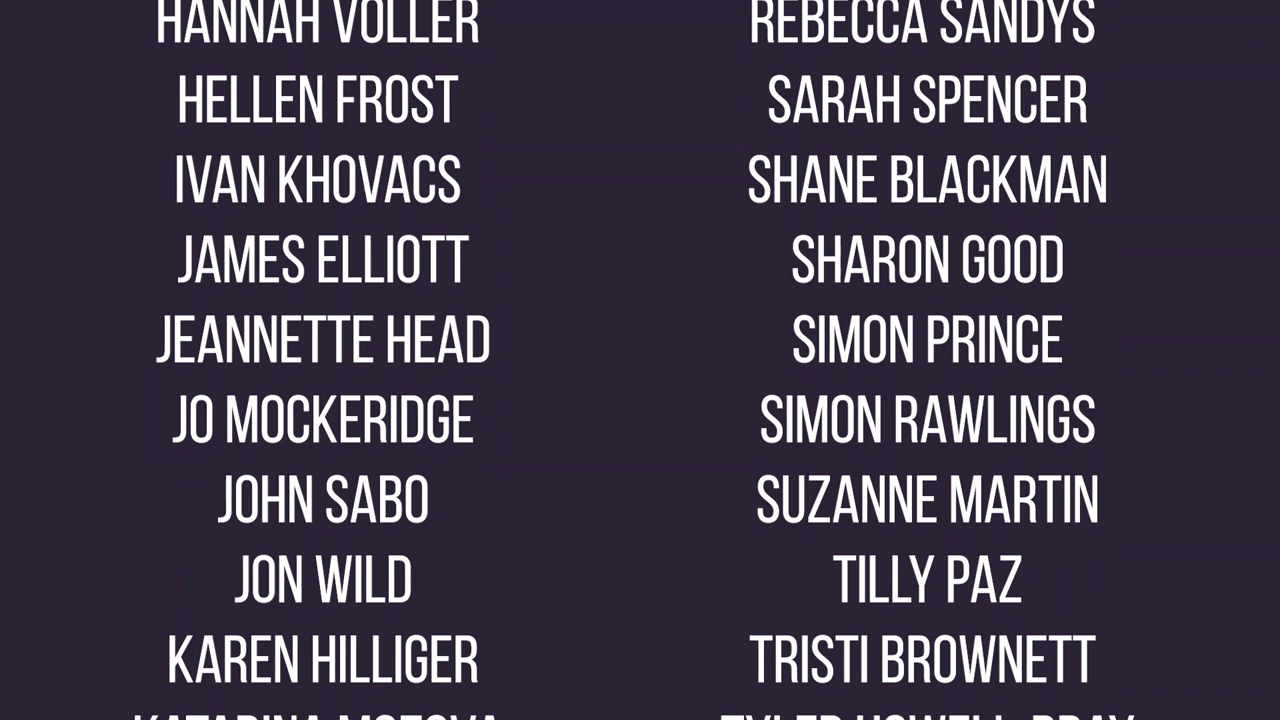 HANNAH VOLLER
HELLEN FROST
IVAN KHOVACS
JAMES ELLIOTT
JEANNETTE HEAD
JO MOCKERIDGE
JOHN SABO
JON WILD
KAREN HILLIGER
REBECCA SANDYS
SARAH SPENCER
SHANE BLACKMAN
SHARON GOOD
SIMON PRINCE
SIMON RAWLINGS
SUZANNE MARTIN
TILLY PAZ
TRISTI BROWNETT